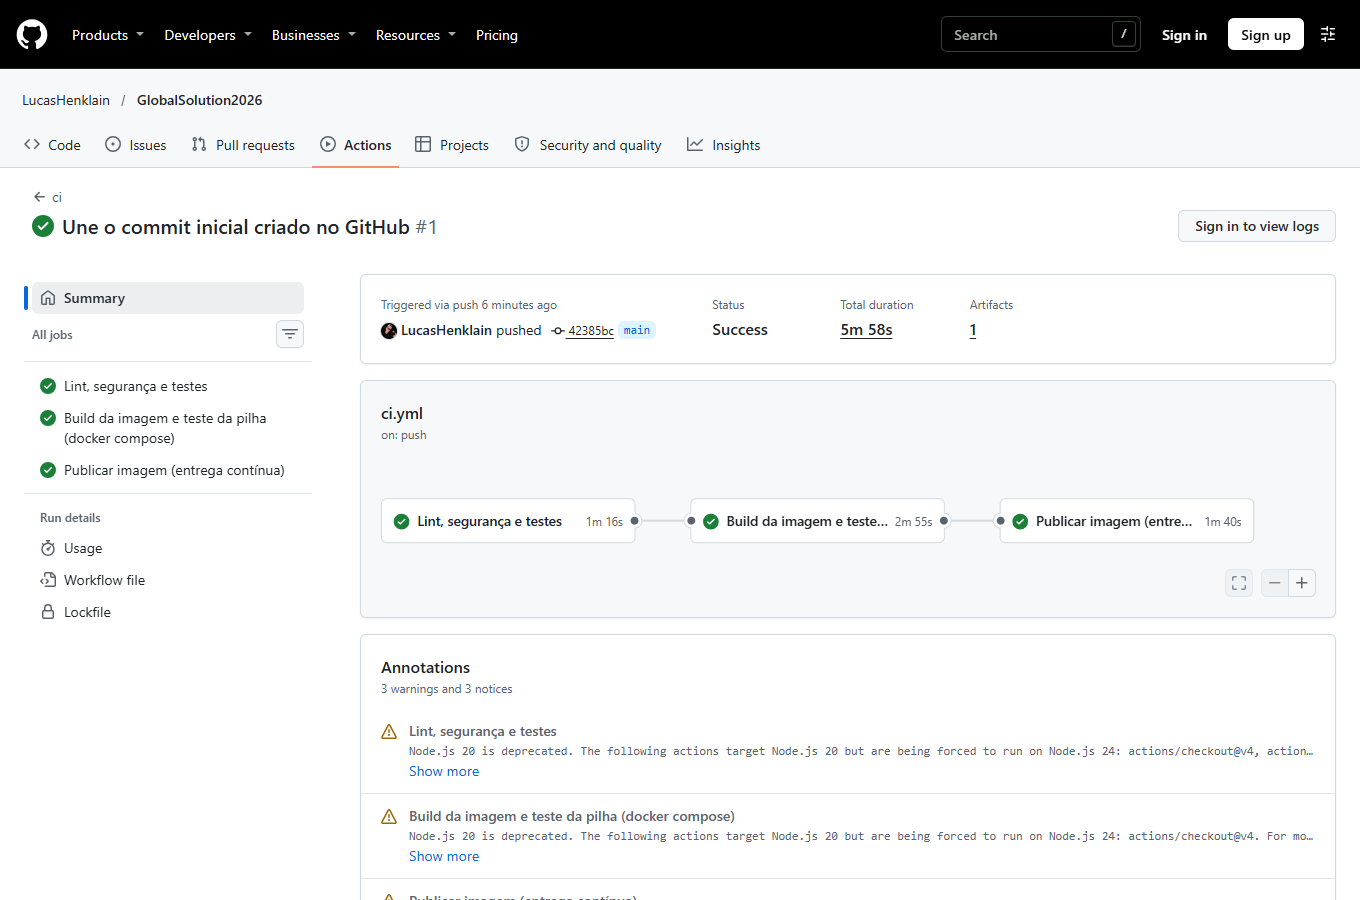 Products Developers Businesses Resources Pricing Search / Sign in Sign up
LucasHenklain / GlobalSolution2026
Code Issues Pull requests Actions Projects Security and quality Insights
← ci
Une o commit inicial criado no GitHub #1
Sign in to view logs
Summary
All jobs
Lint, segurança e testes
Build da imagem e teste da pilha
(docker compose)
Publicar imagem (entrega contínua)
Run details
Usage
Workflow file
Lockfile
Triggered via push 6 minutes ago
LucasHenklain pushed 42385bc main
Status
Success
Total duration
5m 58s
Artifacts
1
ci.yml
on: push
Lint, segurança e testes 1m 16s
Build da imagem e teste... 2m 55s
Publicar imagem (entre... 1m 40s
Annotations
3 warnings and 3 notices
Lint, segurança e testes
Node.js 20 is deprecated. The following actions target Node.js 20 but are being forced to run on Node.js 24: actions/checkout@v4, action…
Show more
Build da imagem e teste da pilha (docker compose)
Node.js 20 is deprecated. The following actions target Node.js 20 but are being forced to run on Node.js 24: actions/checkout@v4. For mo…
Show more
Publicar imagem (entrega contínua)